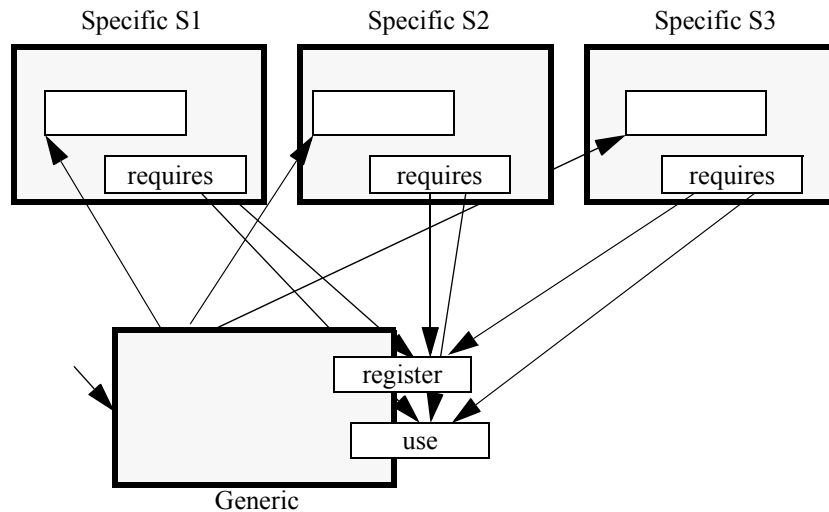 Specific S1
Specific S2
Specific S3
requires
requires
requires
register
use
Generic